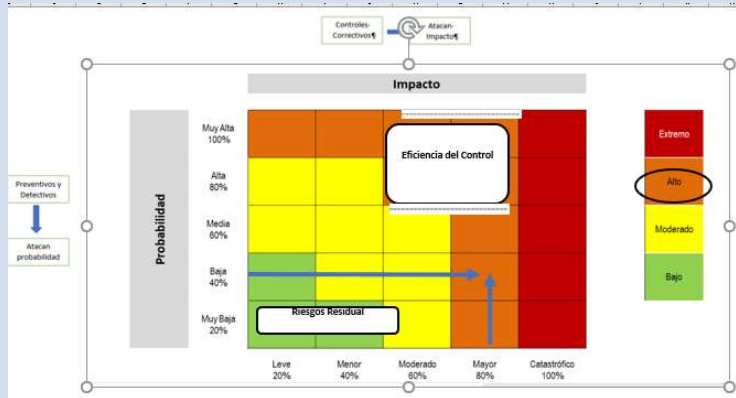 Controles-
Correctivos¶
Atacan-
Impacto¶
Impacto
Muy Alta
100%
Eficiencia del Control
Extremo
Alta
80%
Alto
Preventivos y
Detectivos
Probabilidad
Media
60%
Moderado
Atacan
probabilidad
Baja
40%
Bajo
Muy Baja
20%
Riesgos Residual
Leve
20%
Menor
40%
Moderado
60%
Mayor
80%
Catastrófico
100%